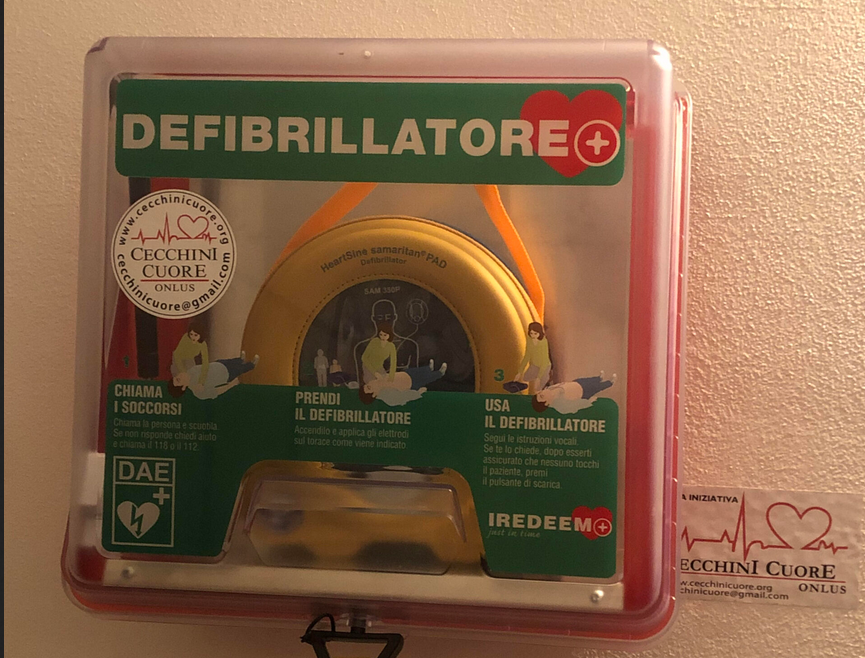 DEFIBRILLATORE
www.cecchinicuore.org
CECCHINI
CUORE
ONLUS
cecchinicuore@gmail.com
HeartSine samaritan® PAD
Defibrillator
SAM 350P
CHIAMA
I SOCCORSI
Chiama la persona e scuotila.
Se non risponde chiedi aiuto
e chiama il 118 o il 112
PRENDI
IL DEFIBRILLATORE
Accendilo e applica gli elettrodi
sul torace come viene indicato
3
USA
IL DEFIBRILLATORE
Segui le istruzioni vocali.
Se te lo chiede, dopo esserti
assicurato che nessuno tocchi
il paziente, premi
il pulsante di scarica
DAE
IREDEEM
just in time
A INIZIATIVA
ECCHINI CUORE
ONLUS
w.cecchinicuore.org
chinicuore@gmail.com